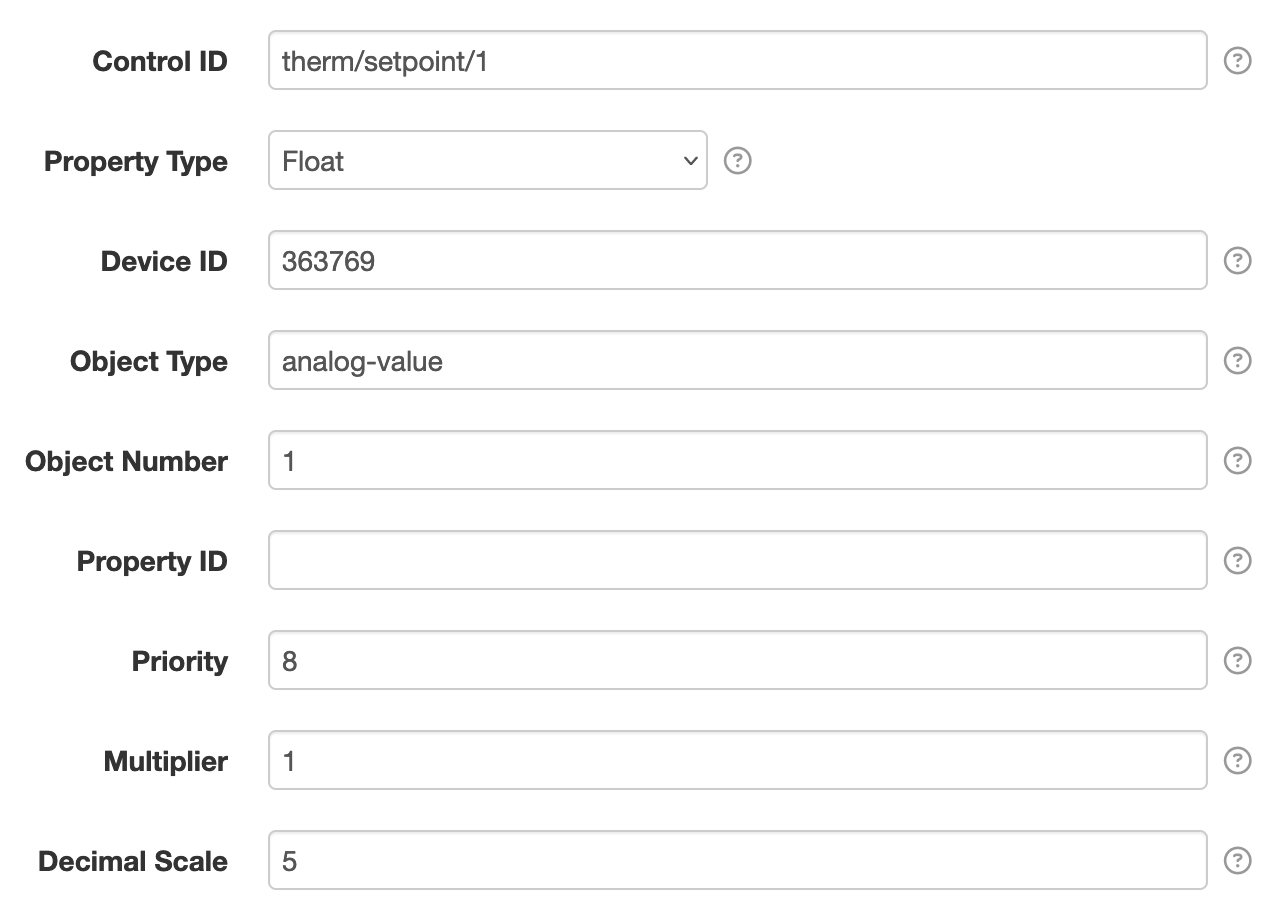 Control ID therm/setpoint/1 ?
Property Type Float ?
Device ID 363769 ?
Object Type analog-value ?
Object Number 1 ?
Property ID ?
Priority 8 ?
Multiplier 1 ?
Decimal Scale 5 ?